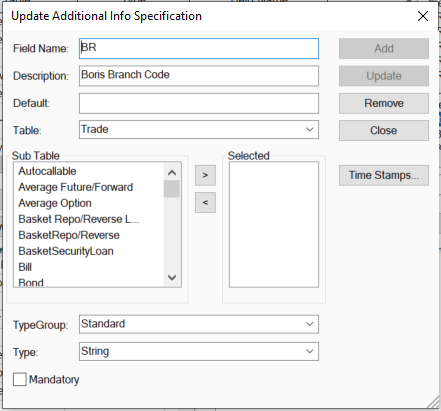 Update Additional Info Specification
Field Name: BR Add
Description: Boris Branch Code Update
Default: Remove
Table: Trade Close
Sub Table Selected
Autocallable > Time Stamps...
Average Future/Forward
Average Option <
Basket Repo/Reverse L...
BasketRepo/Reverse
BasketSecurityLoan
Bill
Bond
TypeGroup: Standard
Type: String
Mandatory